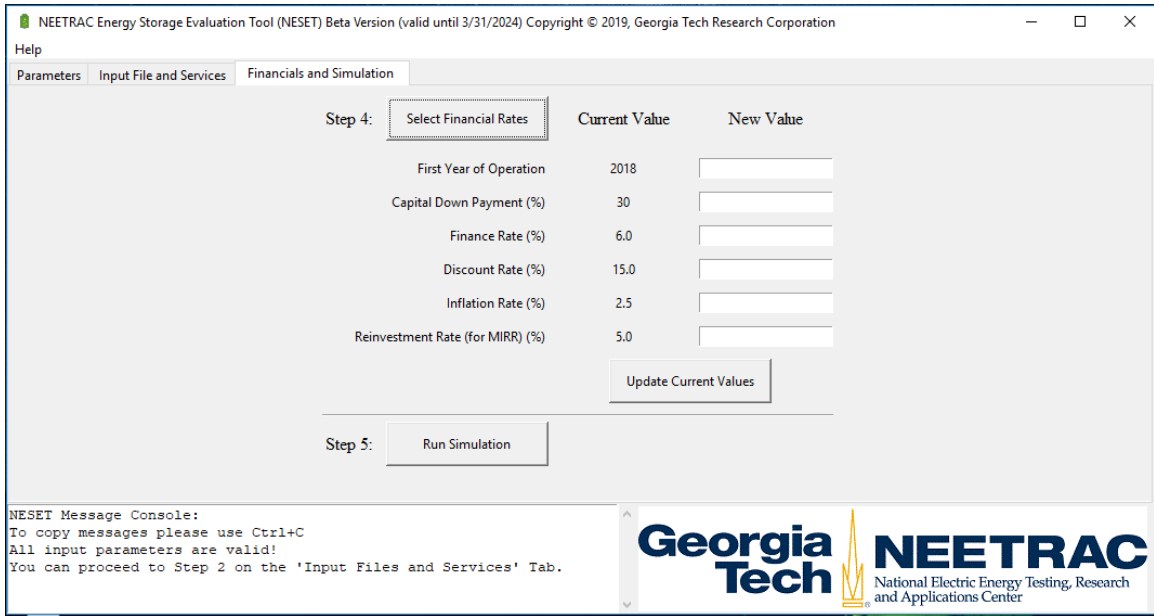 NEETRAC Energy Storage Evaluation Tool (NESET) Beta Version (valid until 3/31/2024) Copyright © 2019, Georgia Tech Research Corporation
Help
Parameters Input File and Services Financials and Simulation
Step 4: Select Financial Rates Current Value New Value
First Year of Operation 2018
Capital Down Payment (%) 30
Finance Rate (%) 6.0
Discount Rate (%) 15.0
Inflation Rate (%) 2.5
Reinvestment Rate (for MIRR) (%) 5.0
Update Current Values
Step 5: Run Simulation
NESET Message Console:
To copy messages please use Ctrl+C
All input parameters are valid!
You can proceed to Step 2 on the 'Input Files and Services' Tab.
Georgia
Tech
®
NEETRAC
National Electric Energy Testing, Research
and Applications Center